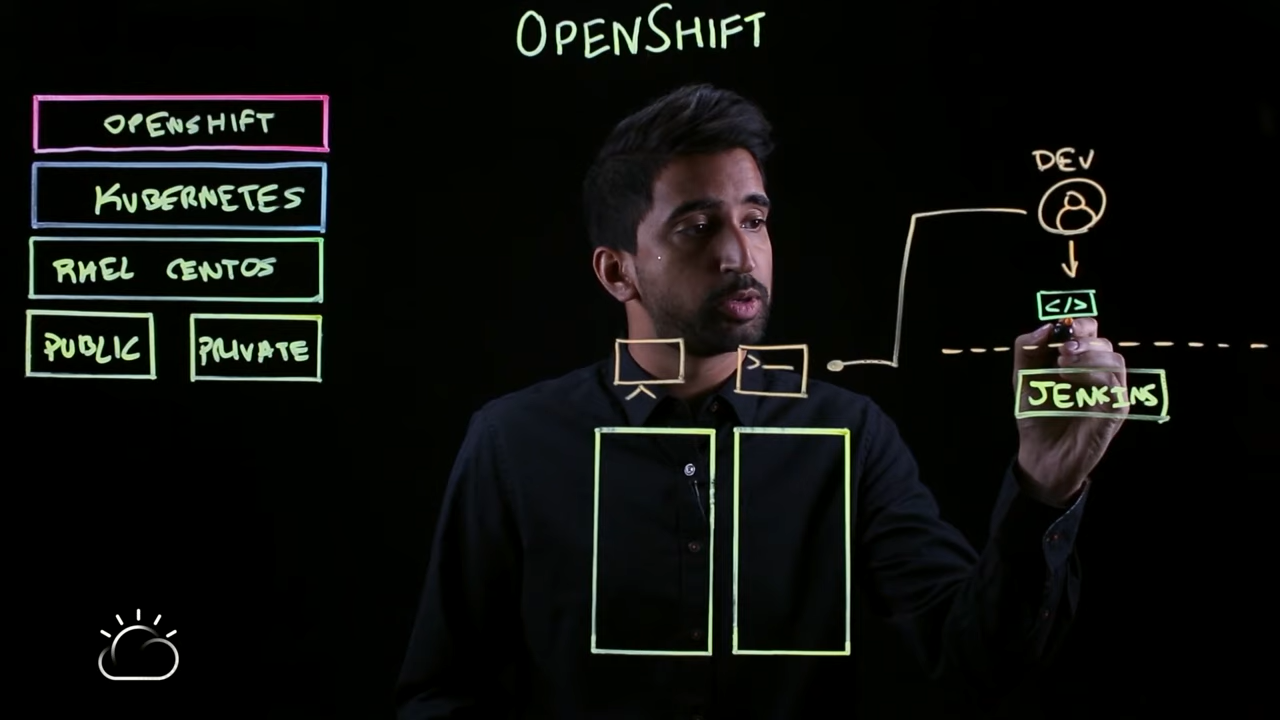 OPENSHIFT
OPENSHIFT
KUBERNETES
RHEL CENTOS
PUBLIC PRIVATE
DEV
</>
>—
JENKINS